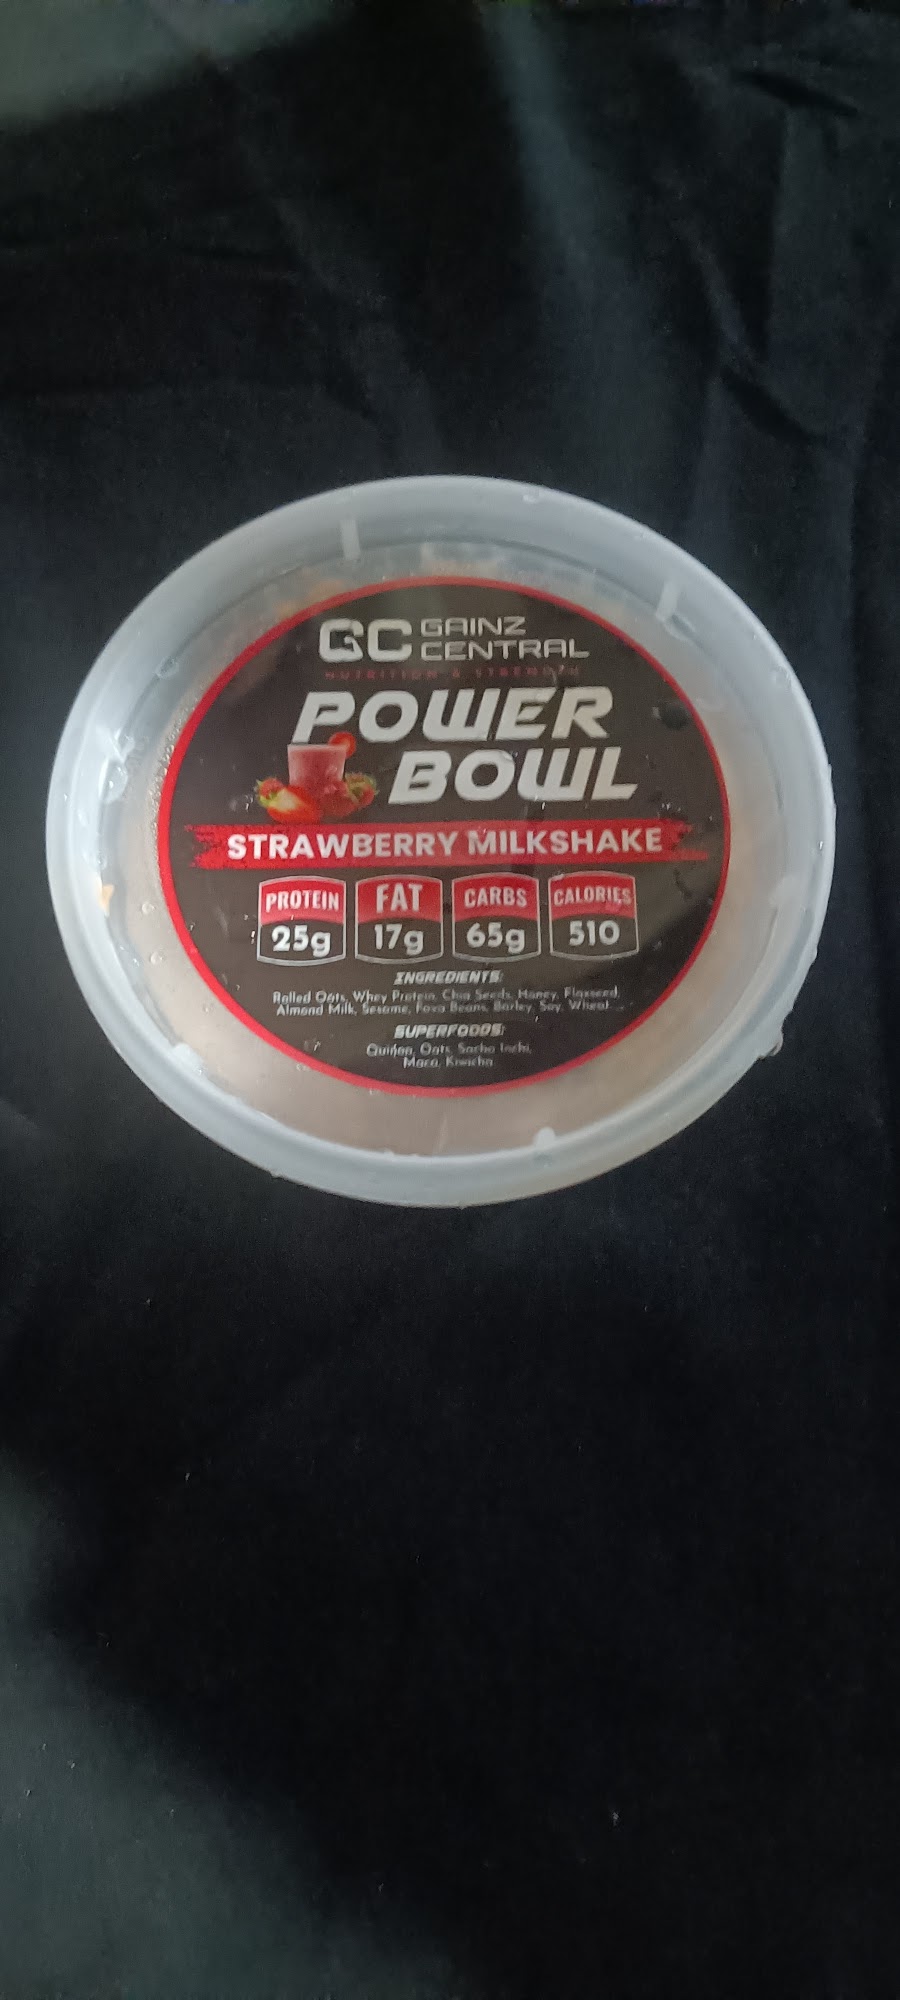 GC GAINZ CENTRAL
NUTRITION & STRENGTH
POWER
BOWL
STRAWBERRY MILKSHAKE
PROTEIN FAT CARBS CALORIES
25g 17g 65g 510
INGREDIENTS:
Rolled Oats, Whey Protein, Chia Seeds, Honey, Flaxseed,
Almond Milk, Sesame, Fava Beans, Barley, Soy, Wheat...
SUPERFOODS:
Quinoa, Oats, Sacha Inchi,
Maca, Kiwicha